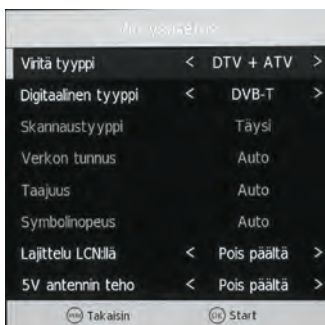 Viritä tyyppi < DTV + ATV >
Digitaalinen tyyppi < DVB-T >
Skannaustyyppi Täysi
Verkon tunnus Auto
Taajuus Auto
Symbolinopeus Auto
Lajittelu LCN:llä < Pois päältä >
5V antennin teho < Pois päältä >
Takaisin OK Start